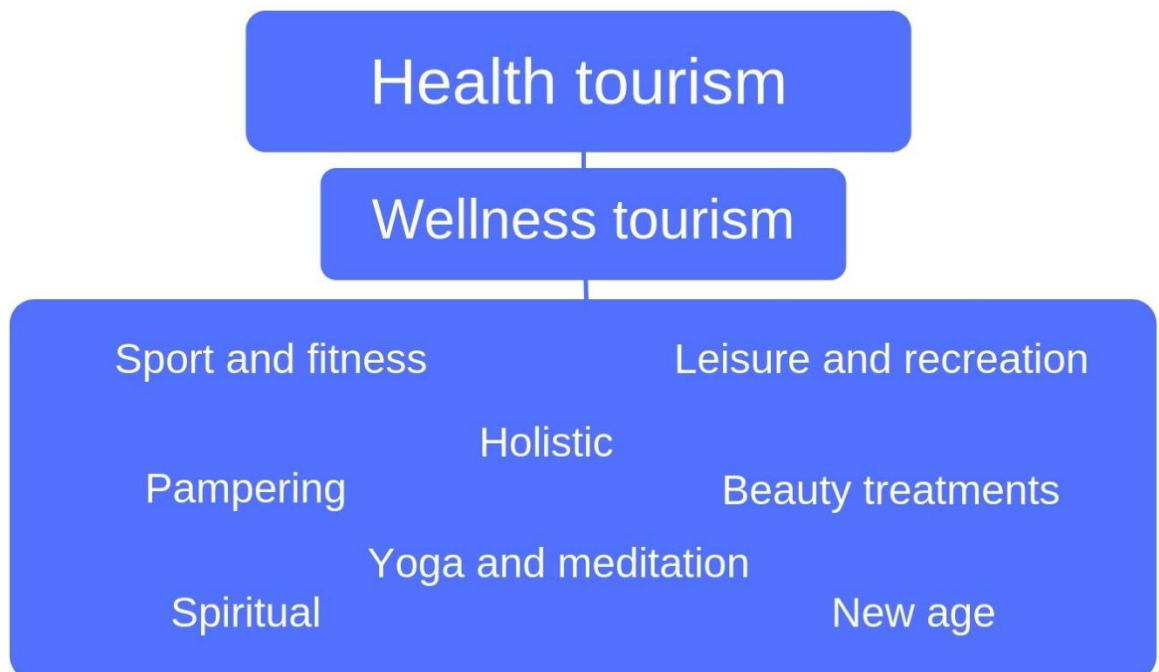 Health tourism
Wellness tourism
Sport and fitness
Leisure and recreation
Holistic
Pampering
Beauty treatments
Yoga and meditation
Spiritual
New age